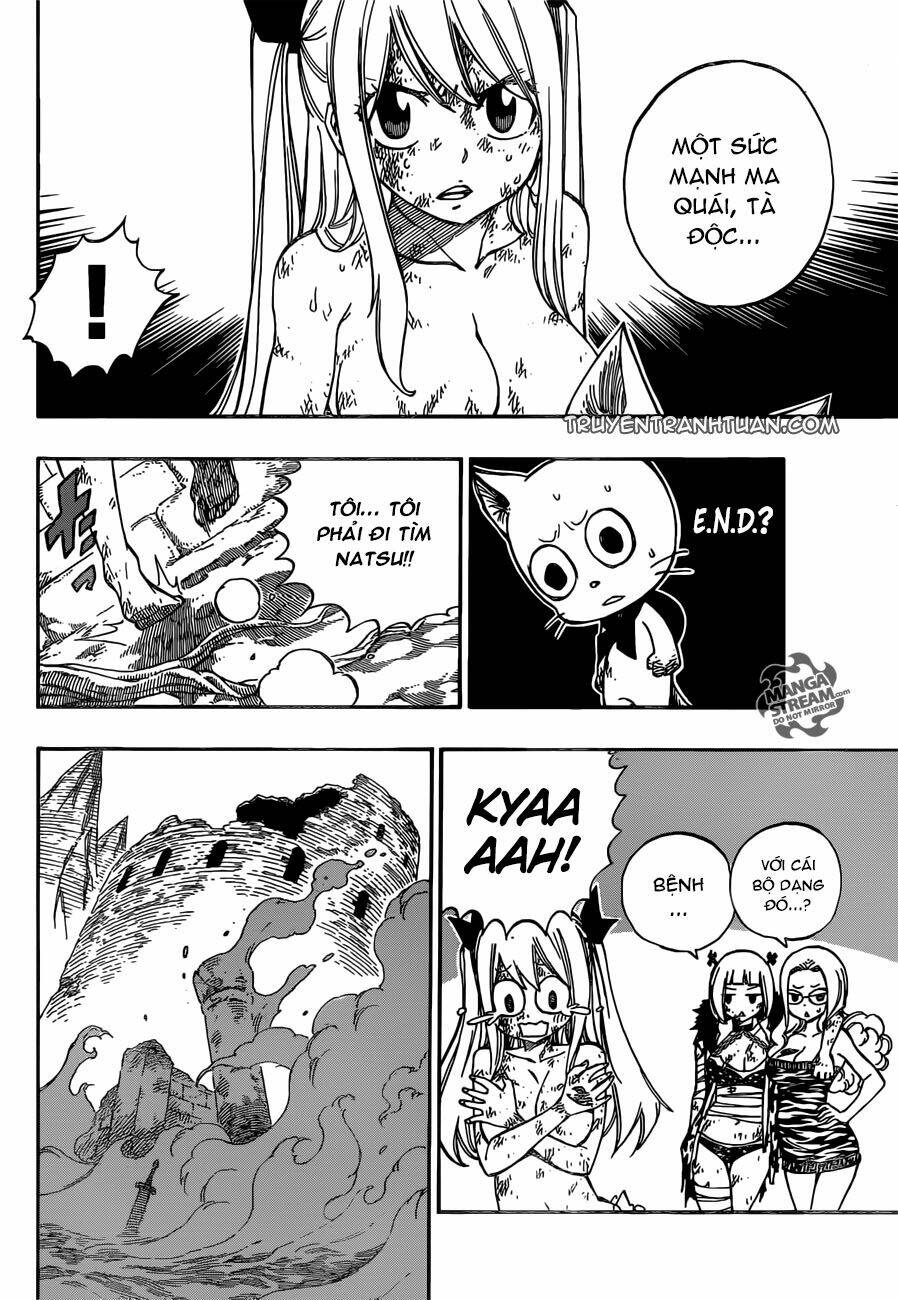 MỘT SỨC
MẠNH MA
QUÁI, TÀ
ĐỘC...
!
TRUYENTRANHTUAN.COM
TÔI... TÔI
PHẢI ĐI TÌM
NATSU!!
E.N.D.?
MANGA
STREAM.com
DO NOT MIRROR
KYAA
AAH!
VỚI CÁI
BỘ DẠNG
ĐÓ...?
BỆNH
...